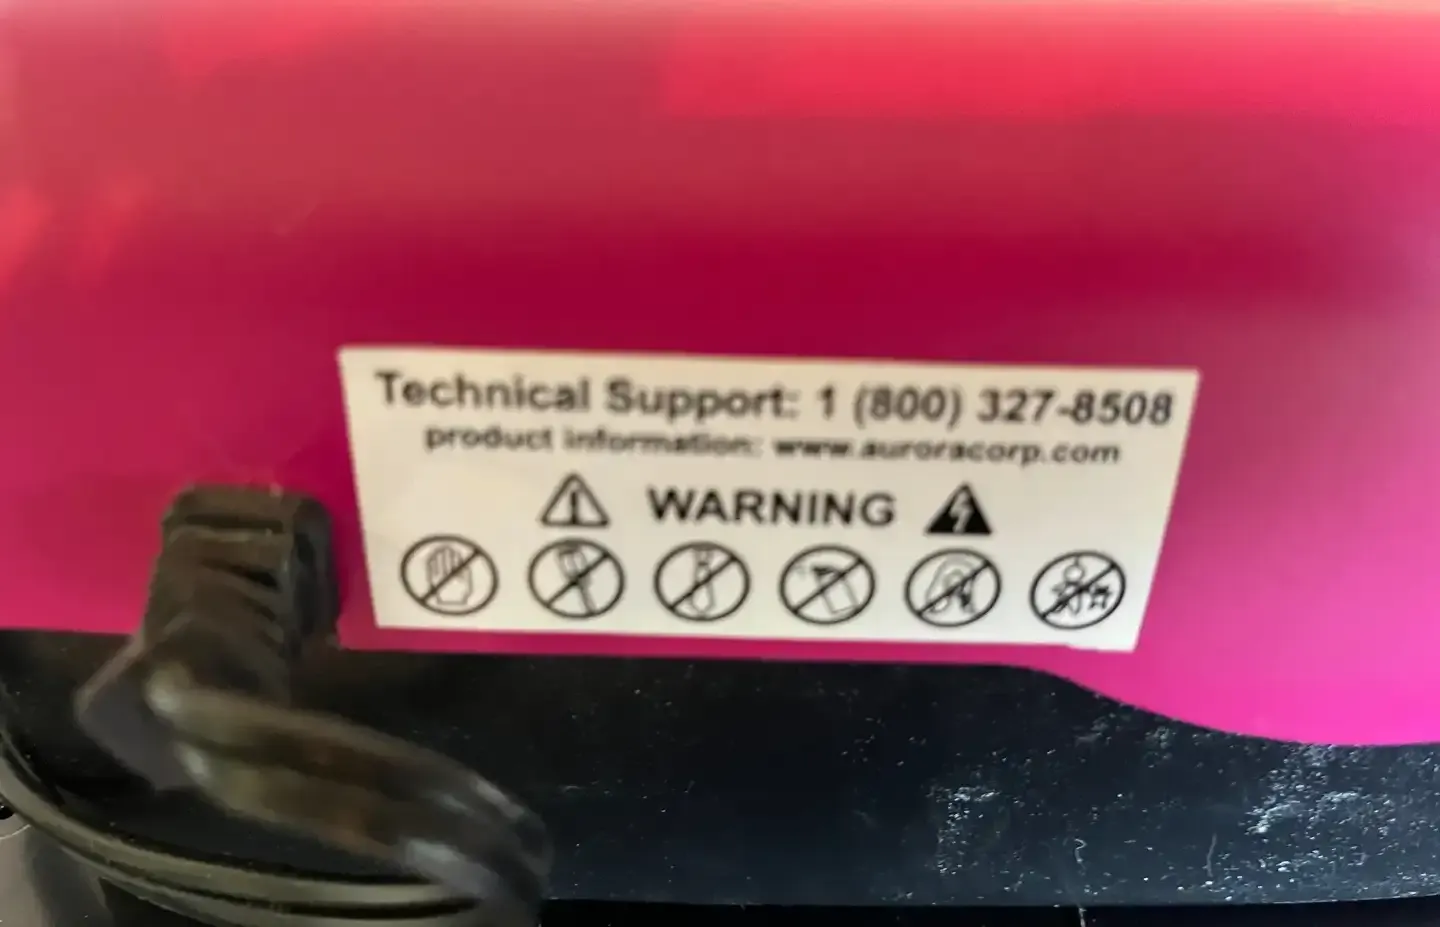 Technical Support: 1 (800) 327-8508
product information: www.auroracorp.com
WARNING